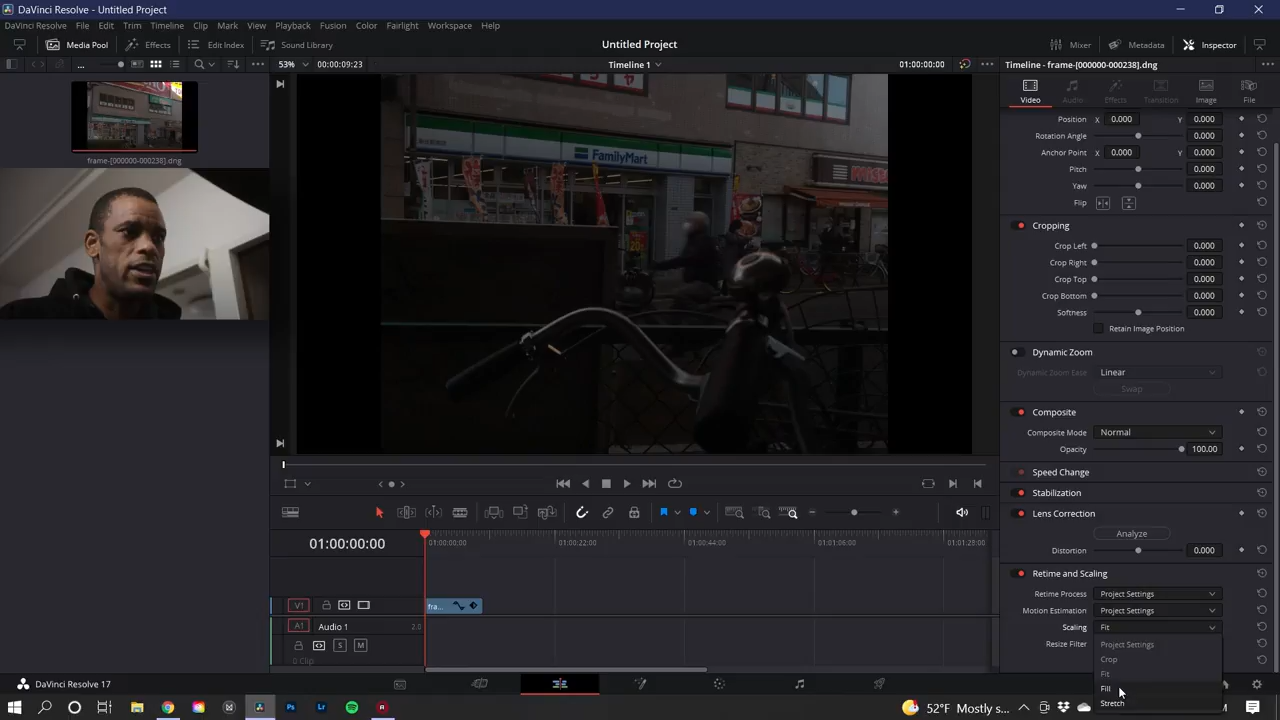 DaVinci Resolve - Untitled Project
DaVinci Resolve File Edit Trim Timeline Clip Mark View Playback Fusion Color Fairlight Workspace Help
Media Pool Effects Edit Index Sound Library Untitled Project Mixer Metadata Inspector
... 53% 00:00:09:23 Timeline 1 01:00:00:00 Timeline - frame-[000000-000238].dng
Video Audio Effects Transition Image File
frame-[000000-000238].dng
FamilyMart
Position X 0.000 Y 0.000
Rotation Angle 0.000
Anchor Point X 0.000 Y 0.000
Pitch 0.000
Yaw 0.000
Flip
Cropping
Crop Left 0.000
Crop Right 0.000
Crop Top 0.000
Crop Bottom 0.000
Softness 0.000
Retain Image Position
Dynamic Zoom
Dynamic Zoom Ease Linear
Swap
Composite
Composite Mode Normal
Opacity 100.00
Speed Change
Stabilization
Lens Correction
Analyze
Distortion 0.000
Retime and Scaling
Retime Process Project Settings
Motion Estimation Project Settings
Scaling Fit
Resize Filter Project Settings
Crop
Fit
Fill
Stretch
01:00:00:00 01:00:00:00 01:00:22:00 01:00:44:00 01:01:06:00 01:01:28:00
V1 fra...
A1 Audio 1 2.0
S M
0 Clip
DaVinci Resolve 17
52°F Mostly s...